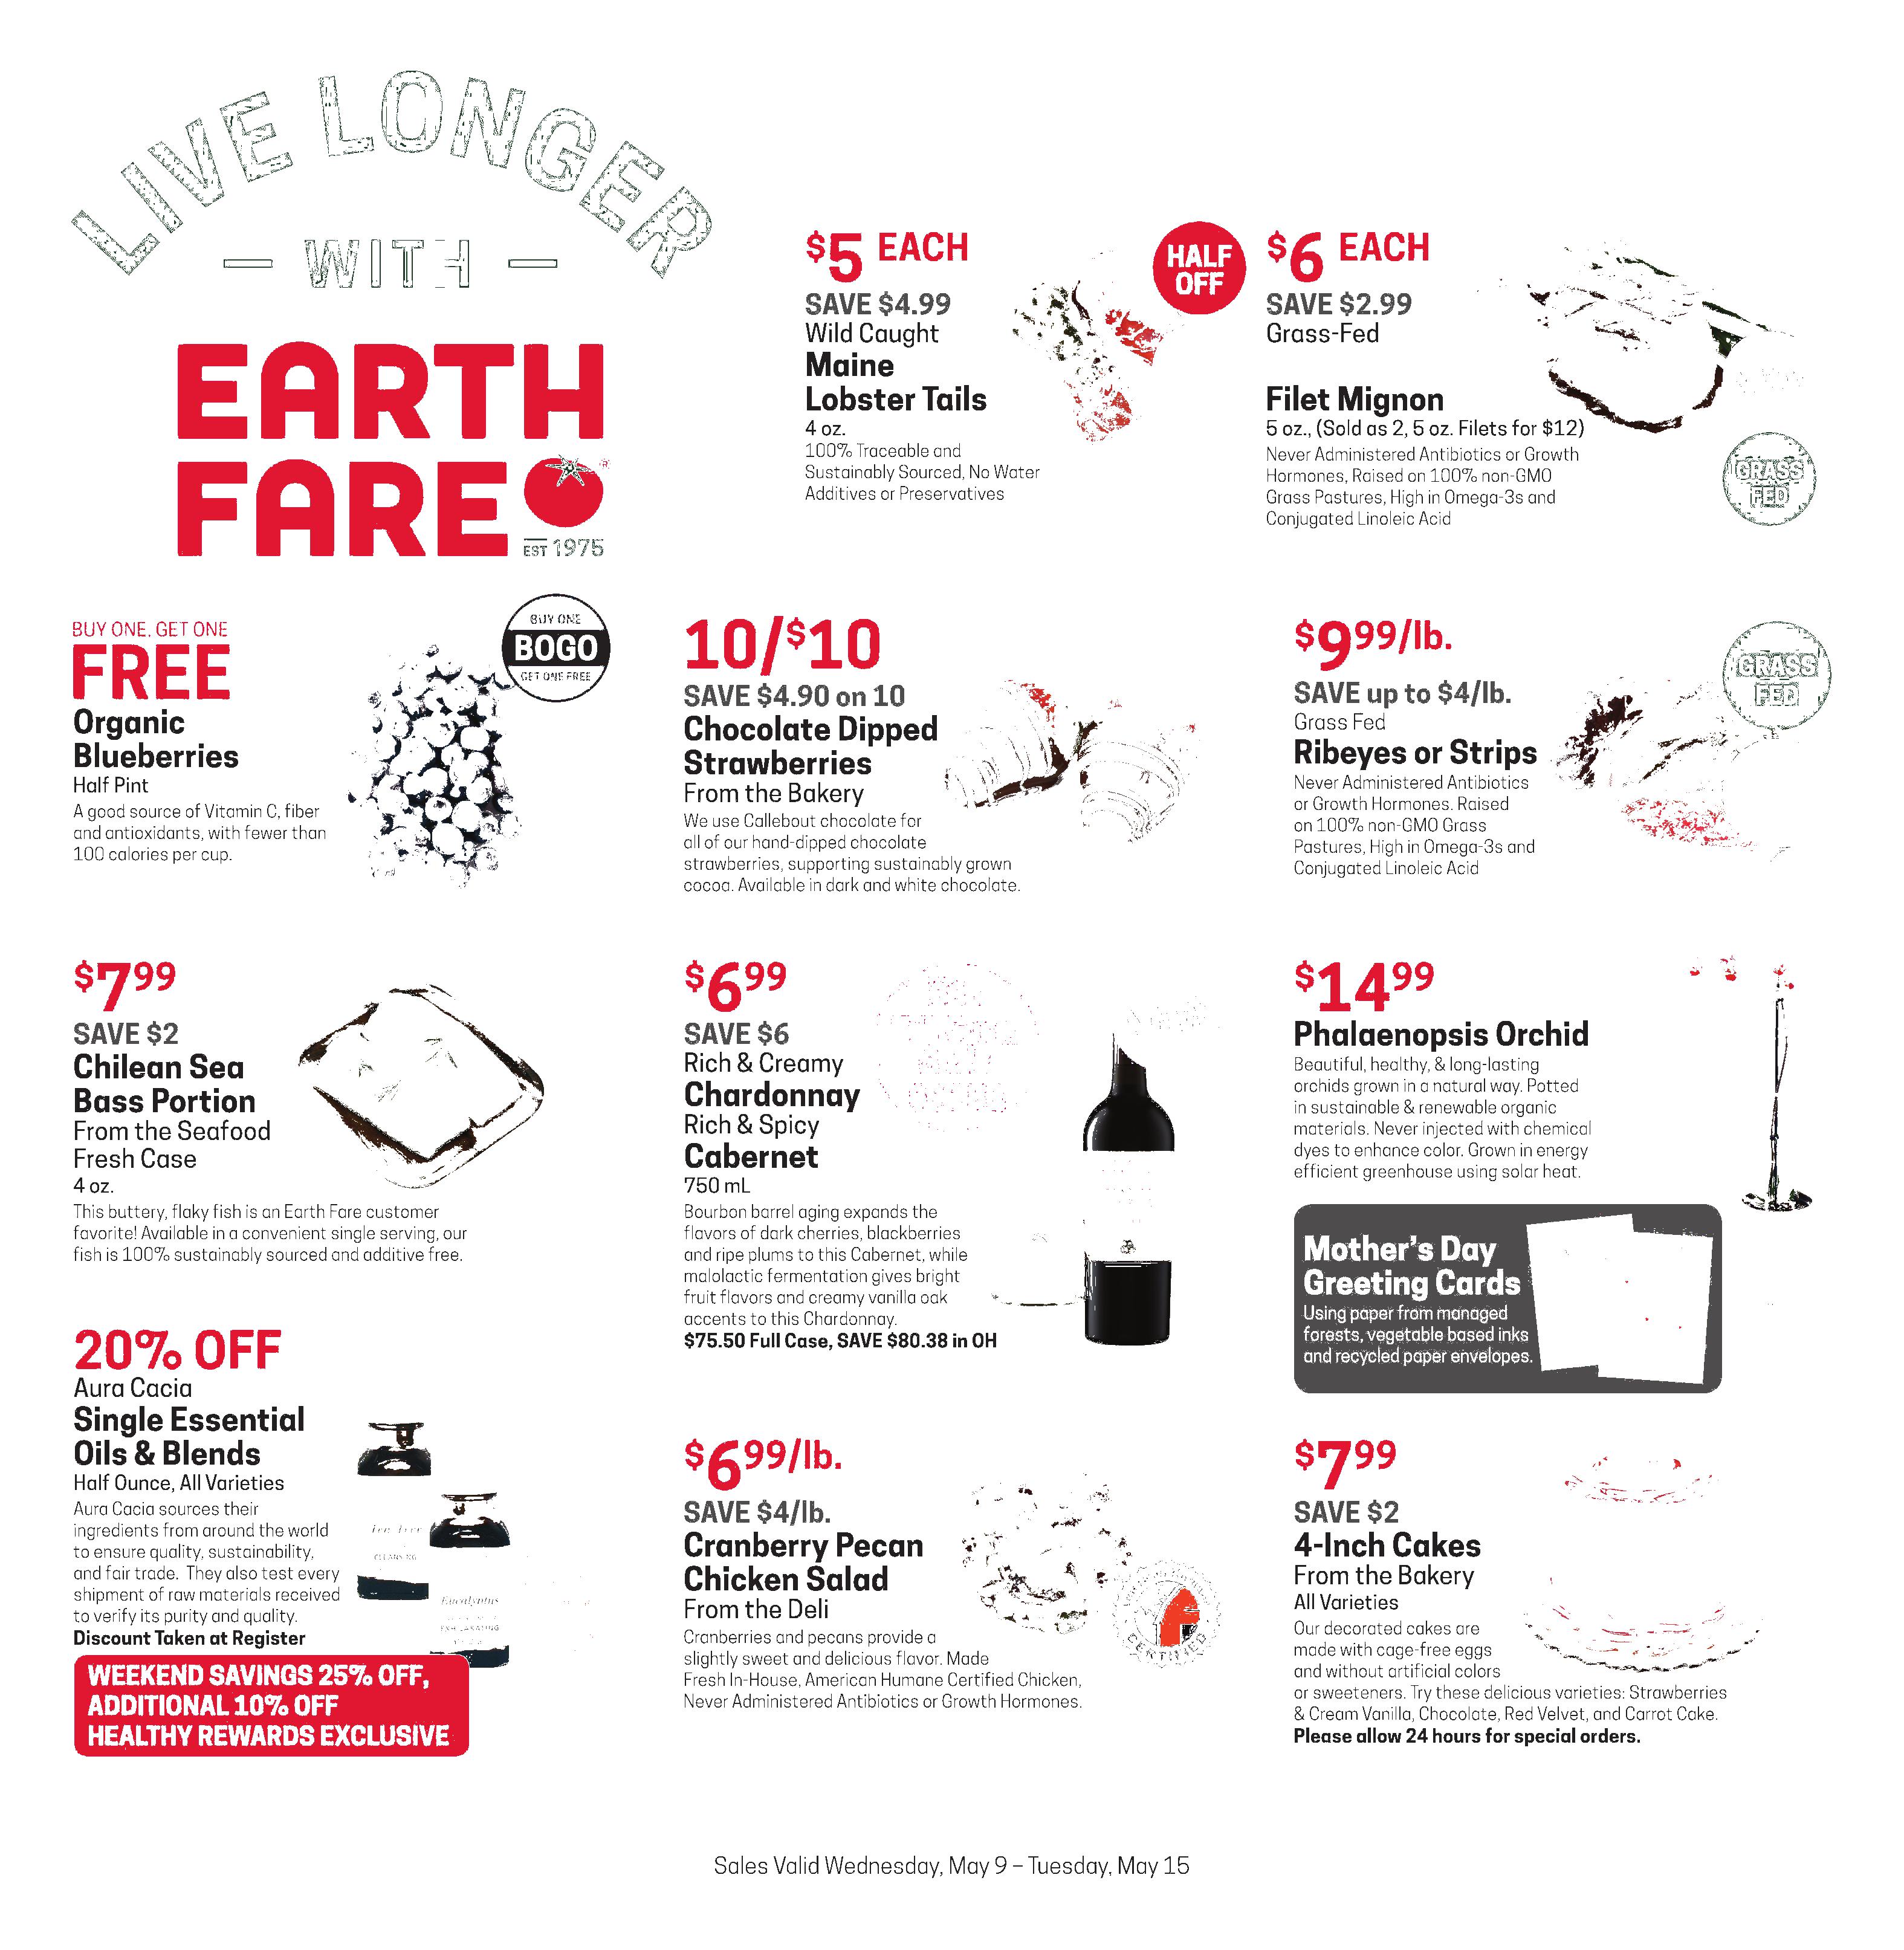 LIVE LONGER
WITH
EARTH
FARE
EST 1975
$5 EACH
SAVE $4.99
Wild Caught
Maine
Lobster Tails
4 oz.
100% Traceable and
Sustainably Sourced, No Water
Additives or Preservatives
HALF
OFF
$6 EACH
SAVE $2.99
Grass-Fed
Filet Mignon
5 oz., (Sold as 2, 5 oz. Filets for $12)
Never Administered Antibiotics or Growth
Hormones, Raised on 100% non-GMO
Grass Pastures, High in Omega-3s and
Conjugated Linoleic Acid
GRASS
FED
BUY ONE, GET ONE
FREE
Organic
Blueberries
Half Pint
A good source of Vitamin C, fiber
and antioxidants, with fewer than
100 calories per cup.
BUY ONE
BOGO
GET ONE FREE
10/$10
SAVE $4.90 on 10
Chocolate Dipped
Strawberries
From the Bakery
We use Callebout chocolate for
all of our hand-dipped chocolate
strawberries, supporting sustainably grown
cocoa. Available in dark and white chocolate.
$9.99/lb.
SAVE up to $4/lb.
Grass Fed
Ribeyes or Strips
Never Administered Antibiotics
or Growth Hormones. Raised
on 100% non-GMO Grass
Pastures, High in Omega-3s and
Conjugated Linoleic Acid
GRASS
FED
$7.99
SAVE $2
Chilean Sea
Bass Portion
From the Seafood
Fresh Case
4 oz.
This buttery, flaky fish is an Earth Fare customer
favorite! Available in a convenient single serving, our
fish is 100% sustainably sourced and additive free.
$6.99
SAVE $6
Rich & Creamy
Chardonnay
Rich & Spicy
Cabernet
750 mL
Bourbon barrel aging expands the
flavors of dark cherries, blackberries
and ripe plums to this Cabernet, while
malolactic fermentation gives bright
fruit flavors and creamy vanilla oak
accents to this Chardonnay.
$75.50 Full Case, SAVE $80.38 in OH
$14.99
Phalaenopsis Orchid
Beautiful, healthy, & long-lasting
orchids grown in a natural way. Potted
in sustainable & renewable organic
materials. Never injected with chemical
dyes to enhance color. Grown in energy
efficient greenhouse using solar heat.
Mother's Day
Greeting Cards
Using paper from managed
forests, vegetable based inks
and recycled paper envelopes.
20% OFF
Aura Cacia
Single Essential
Oils & Blends
Half Ounce, All Varieties
Aura Cacia sources their
ingredients from around the world
to ensure quality, sustainability,
and fair trade. They also test every
shipment of raw materials received
to verify its purity and quality.
Discount Taken at Register
Tea Tree
CLEANSING
Eucalyptus
WEEKEND SAVINGS 25% OFF,
ADDITIONAL 10% OFF
HEALTHY REWARDS EXCLUSIVE
$6.99/lb.
SAVE $4/lb.
Cranberry Pecan
Chicken Salad
From the Deli
Cranberries and pecans provide a
slightly sweet and delicious flavor. Made
Fresh In-House, American Humane Certified Chicken,
Never Administered Antibiotics or Growth Hormones.
CERTIFIED
$7.99
SAVE $2
4-Inch Cakes
From the Bakery
All Varieties
Our decorated cakes are
made with cage-free eggs
and without artificial colors
or sweeteners. Try these delicious varieties: Strawberries
& Cream Vanilla, Chocolate, Red Velvet, and Carrot Cake.
Please allow 24 hours for special orders.
Sales Valid Wednesday, May 9 – Tuesday, May 15